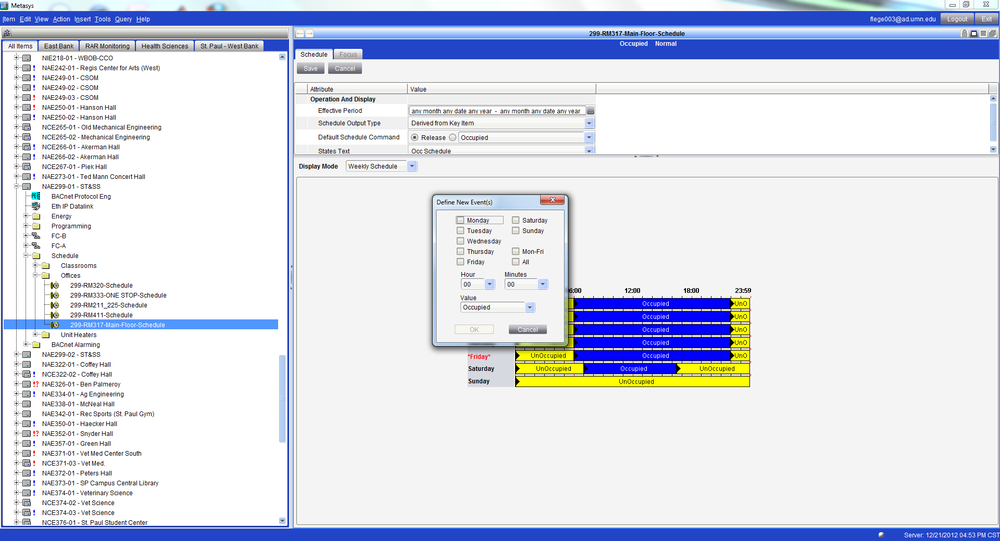 Metasys
Item Edit View Action Insert Tools Query Help
flege003@ad.umn.edu Logout Exit
All Items East Bank RAR Monitoring Health Sciences St. Paul - West Bank
NIE218-01 - WBOB-CCO
NAE242-01 - Regis Center for Arts (West)
NAE249-01 - CSOM
NAE249-02 - CSOM
NAE249-03 - CSOM
NAE250-01 - Hanson Hall
NAE250-02 - Hanson Hall
NCE265-01 - Old Mechanical Engineering
NCE265-02 - Mechanical Engineering
NCE266-01 - Akerman Hall
NAE266-02 - Akerman Hall
NCE267-01 - Piek Hall
NAE273-01 - Ted Mann Concert Hall
NAE299-01 - ST&SS
BACnet Protocol Eng
Eth IP Datalink
Energy
Programming
FC-B
FC-A
Schedule
Classrooms
Offices
299-RM320-Schedule
299-RM333-ONE STOP-Schedule
299-RM211_225-Schedule
299-RM411-Schedule
299-RM317-Main-Floor-Schedule
Unit Heaters
BACnet Alarming
NAE299-02 - ST&SS
NAE322-01 - Coffey Hall
NCE322-02 - Coffey Hall
NAE326-01 - Ben Palmeroy
NAE334-01 - Ag Engineering
NAE338-01 - McNeal Hall
NAE342-01 - Rec Sports (St. Paul Gym)
NAE350-01 - Haecker Hall
NAE352-01 - Snyder Hall
NAE357-01 - Green Hall
NAE371-01 - Vet Med Center South
NCE371-03 - Vet Med.
NAE372-01 - Peters Hall
NAE373-01 - SP Campus Central Library
NAE374-01 - Veterinary Science
NCE374-02 - Vet Science
NCE374-03 - Vet Science
NCE376-01 - St. Paul Student Center
299-RM317-Main-Floor-Schedule
Occupied Normal
Schedule Focus
Save Cancel
Attribute Value
Operation And Display
Effective Period any month any date any year - any month any date any year ...
Schedule Output Type Derived from Key Item
Default Schedule Command Release Occupied
States Text Occ Schedule
Display Mode Weekly Schedule
Define New Event(s)
Monday Saturday
Tuesday Sunday
Wednesday
Thursday Mon-Fri
Friday All
Hour Minutes
00 00
Value
Occupied
OK Cancel
06:00 12:00 18:00 23:59
Occupied UnO
Occupied UnO
Occupied UnO
Occupied UnO
*Friday* UnOccupied Occupied UnO
Saturday UnOccupied Occupied UnOccupied
Sunday UnOccupied
Server: 12/21/2012 04:53 PM CST